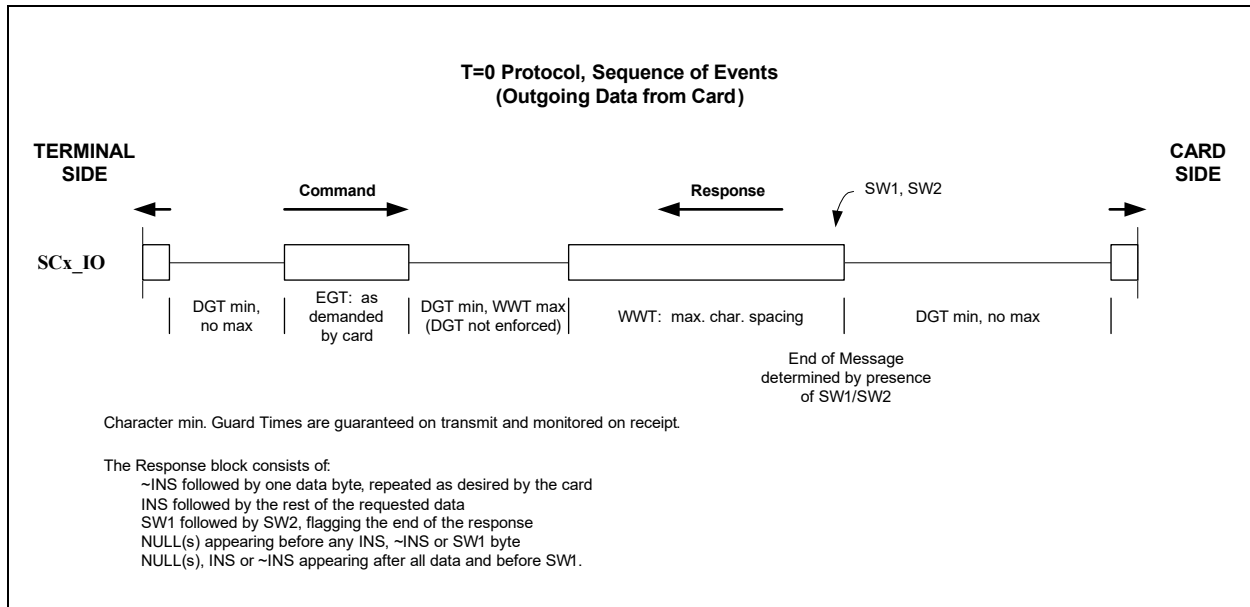 T=0 Protocol, Sequence of Events
(Outgoing Data from Card)
TERMINAL
SIDE
CARD
SIDE
Command
Response
SW1, SW2
SCx_IO
DGT min,
no max
EGT: as
demanded
by card
DGT min, WWT max
(DGT not enforced)
WWT: max. char. spacing
DGT min, no max
End of Message
determined by presence
of SW1/SW2
Character min. Guard Times are guaranteed on transmit and monitored on receipt.
The Response block consists of:
~INS followed by one data byte, repeated as desired by the card
INS followed by the rest of the requested data
SW1 followed by SW2, flagging the end of the response
NULL(s) appearing before any INS, ~INS or SW1 byte
NULL(s), INS or ~INS appearing after all data and before SW1.